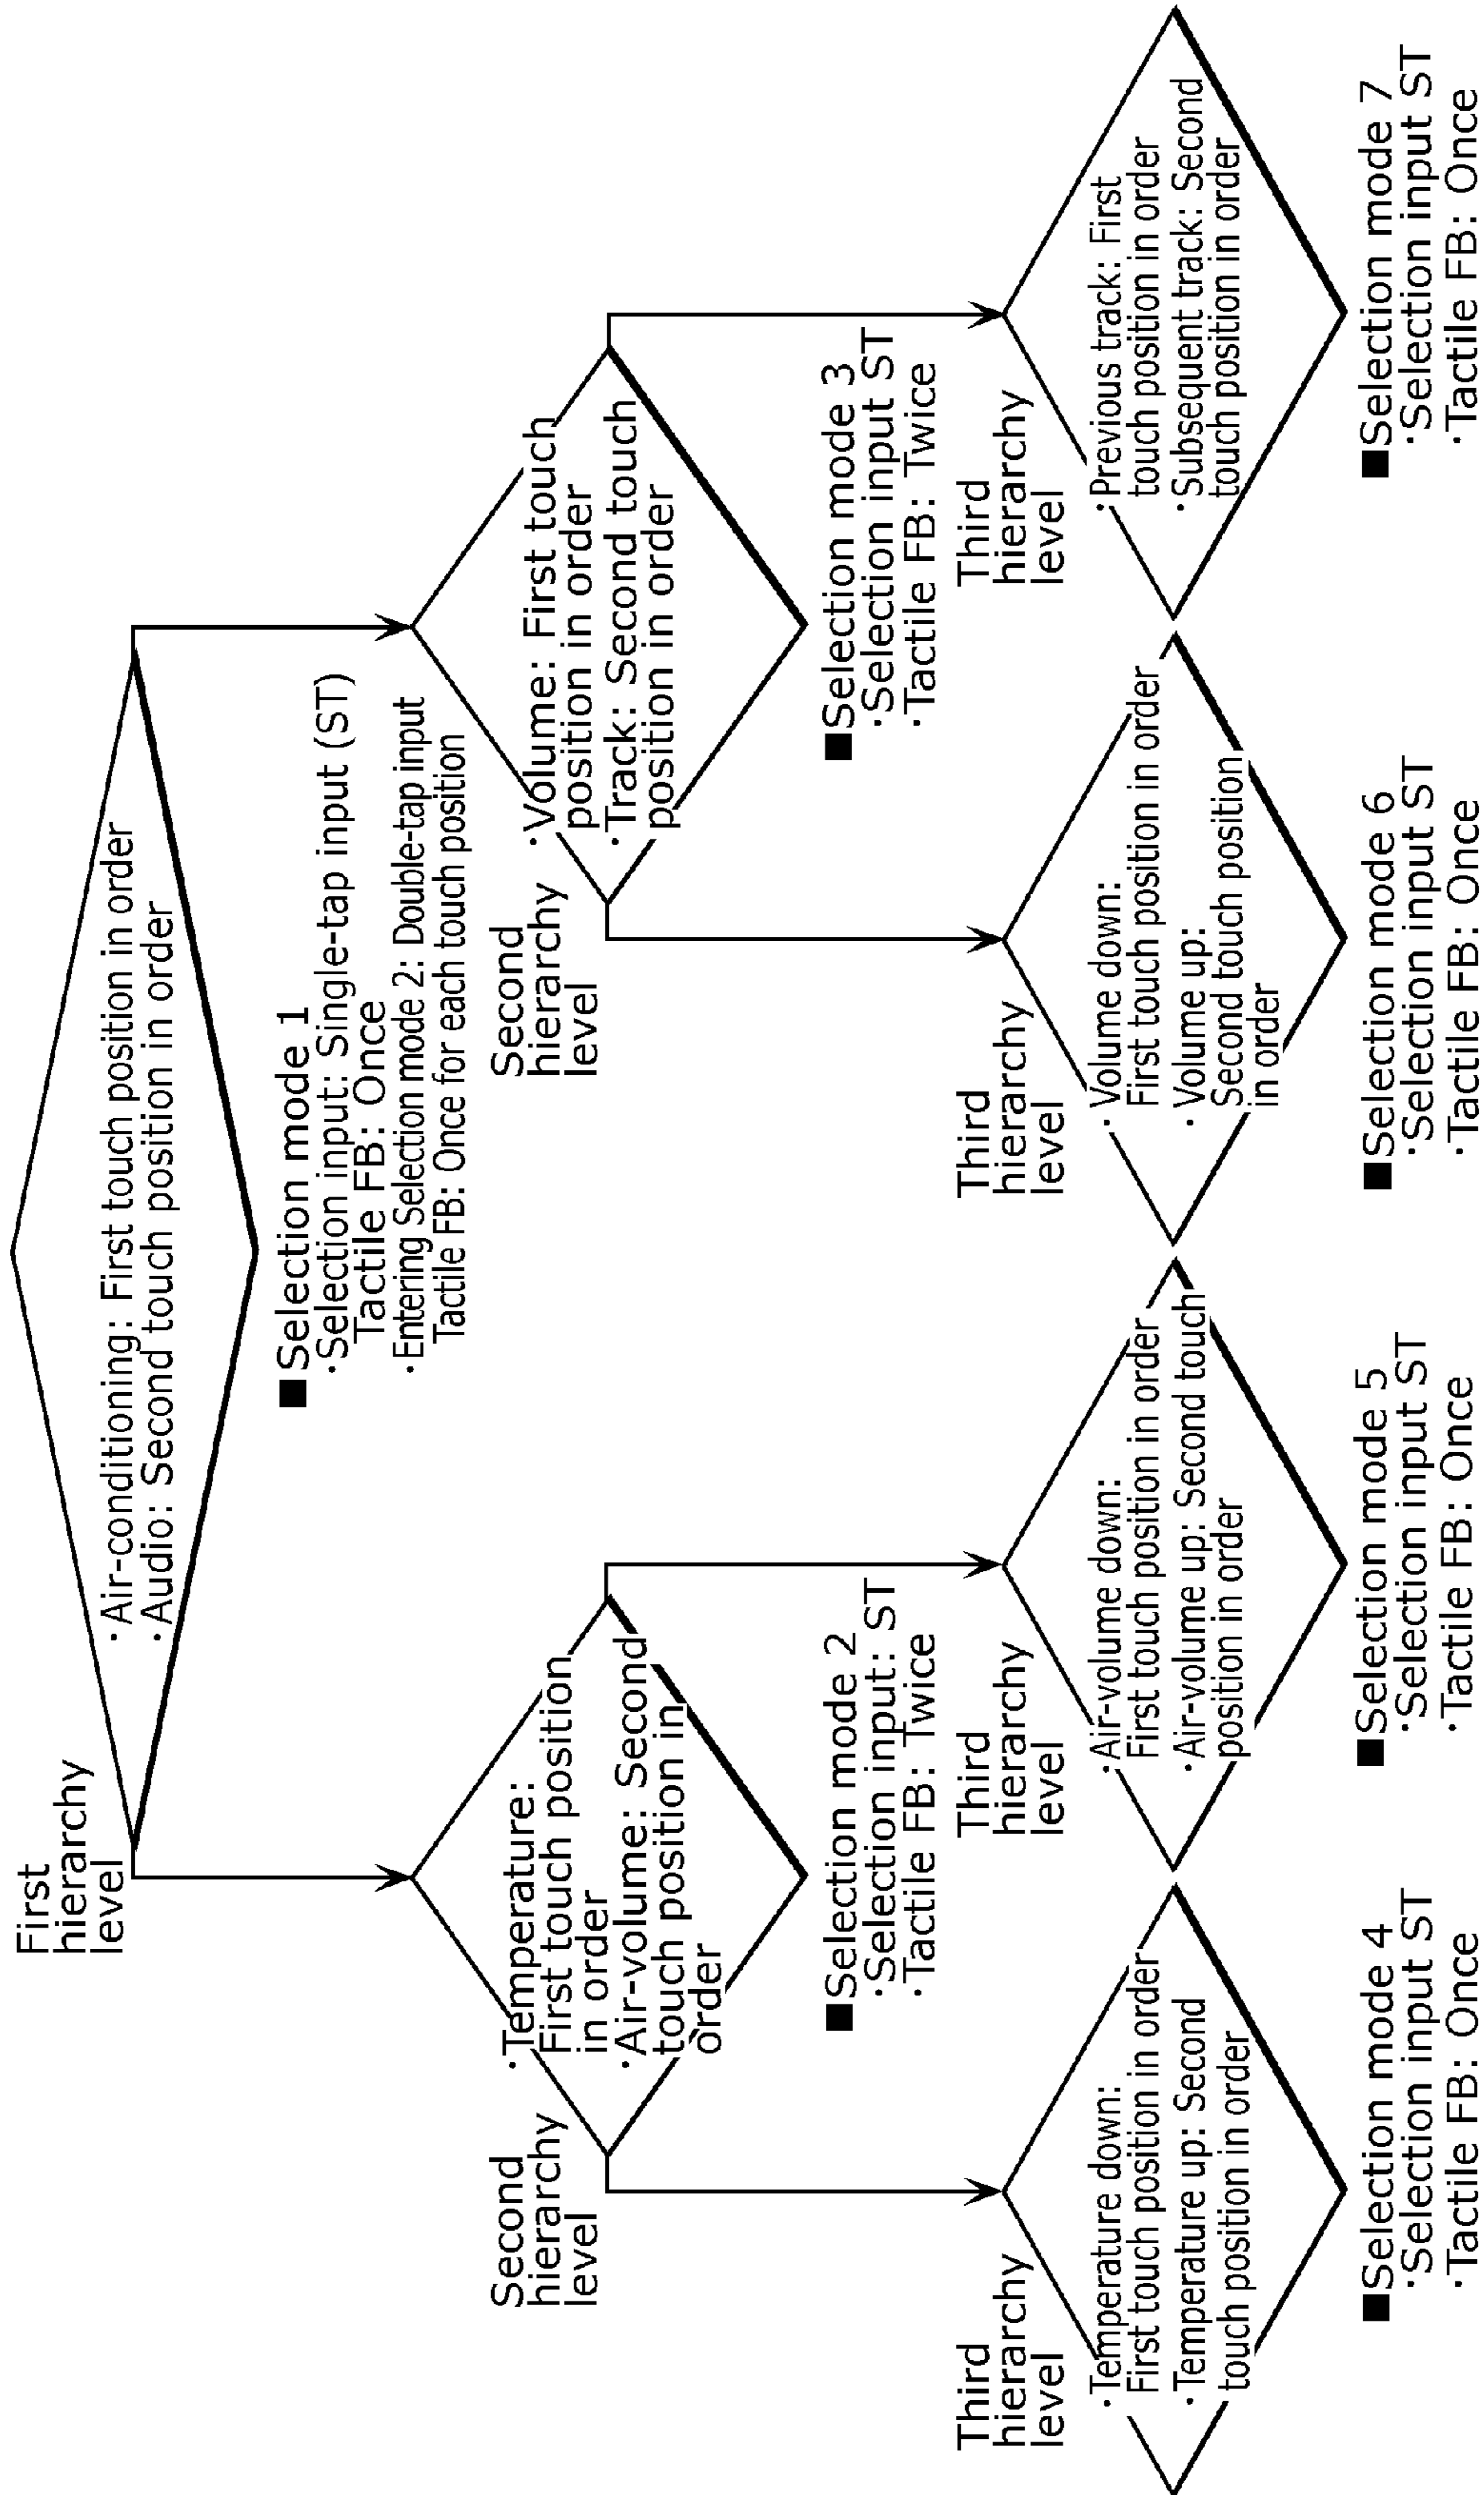 First
hierarchy
level
·Air-conditioning: First touch position in order
·Audio: Second touch position in order
■Selection mode 1
·Selection input: Single-tap input (ST)
Tactile FB: Once
·Entering Selection mode 2: Double-tap input
Tactile FB: Once for each touch position
Second
hierarchy
level
·Temperature:
First touch position
in order
·Air-volume: Second
touch position in
order
■Selection mode 2
·Selection input: ST
·Tactile FB: Twice
Second
hierarchy
level
·Volume: First touch
position in order
·Track: Second touch
position in order
■Selection mode 3
·Selection input ST
·Tactile FB: Twice
Third
hierarchy
level
·Temperature down:
First touch position in order
·Temperature up: Second
touch position in order
■Selection mode 4
·Selection input ST
·Tactile FB: Once
Third
hierarchy
level
·Air-volume down:
First touch position in order
·Air-volume up: Second touch
position in order
■Selection mode 5
·Selection input ST
·Tactile FB: Once
Third
hierarchy
level
·Volume down:
First touch position in order
·Volume up:
Second touch position
in order
■Selection mode 6
·Selection input ST
·Tactile FB: Once
Third
hierarchy
level
·Previous track: First
touch position in order
·Subsequent track: Second
touch position in order
■Selection mode 7
·Selection input ST
·Tactile FB: Once